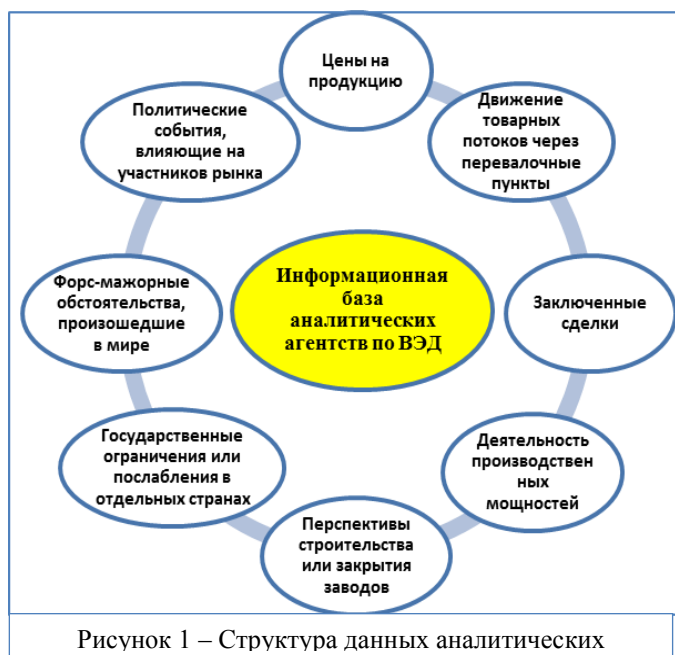 Цены на
продукцию
Движение
товарных
потоков через
перевалочные
пункты
Заключенные
сделки
Деятельность
производствен
ных
мощностей
Перспективы
строительства
или закрытия
заводов
Государственные
ограничения или
послабления в
отдельных странах
Форс-мажорные
обстоятельства,
произошедшие
в мире
Политические
события,
влияющие на
участников рынка
Информационная
база
аналитических
агентств по ВЭД
Рисунок 1 – Структура данных аналитических